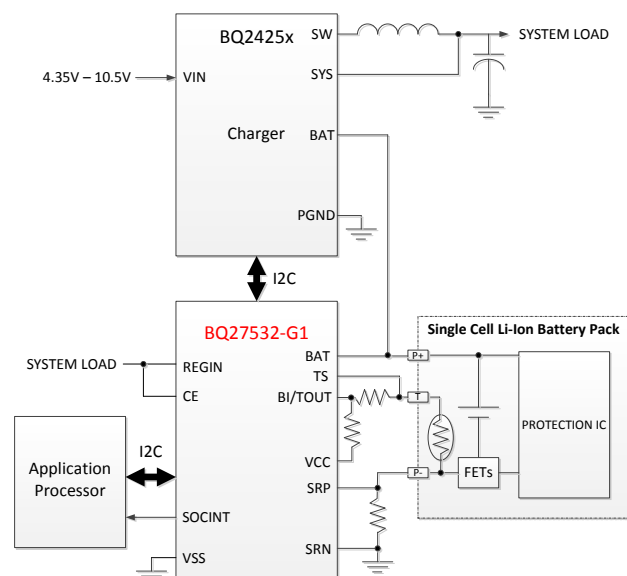 BQ2425x
SW
SYSTEM LOAD
SYS
4.35V – 10.5V
VIN
Charger
BAT
PGND
I2C
BQ27532-G1
Single Cell Li-Ion Battery Pack
BAT
P+
SYSTEM LOAD
REGIN
TS
CE
BI/TOUT
T
PROTECTION IC
I2C
VCC
Application
Processor
P-
FETs
SRP
SOCINT
SRN
VSS